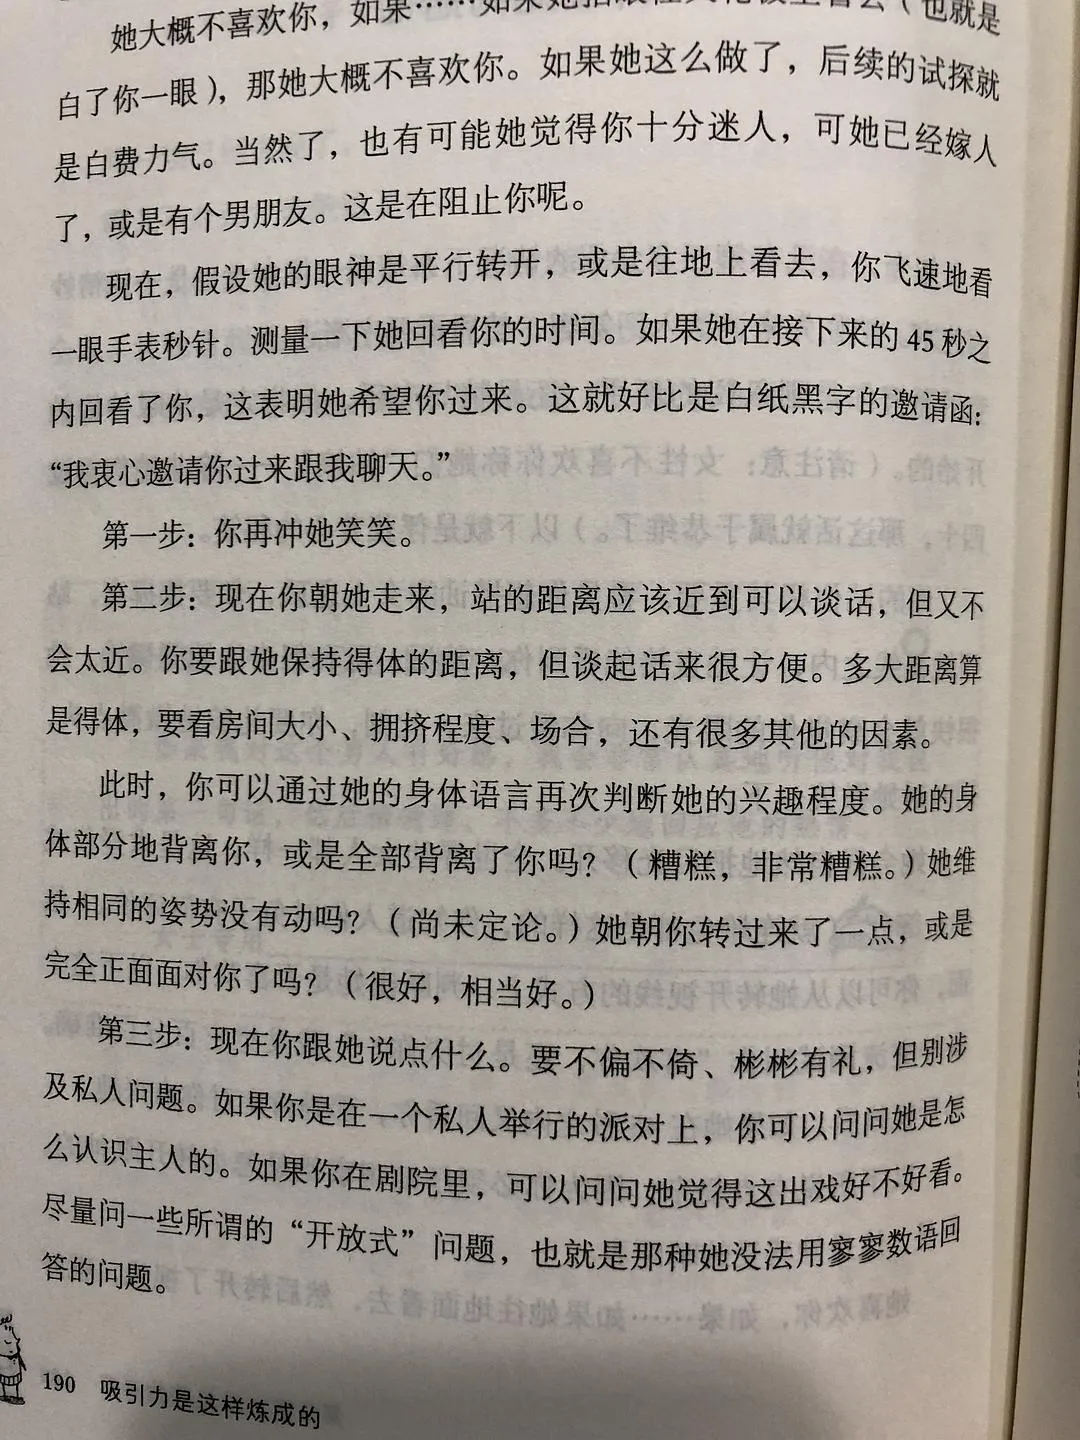 她大概不喜欢你，如果……如果她抬眼往天花板上看去（也就是
白了你一眼），那她大概不喜欢你。如果她这么做了，后续的试探就
是白费力气。当然了，也有可能她觉得你十分迷人，可她已经嫁人
了，或是有个男朋友。这是在阻止你呢。
现在，假设她的眼神是平行转开，或是往地上看去，你飞速地看
一眼手表秒针。测量一下她回看你的时间。如果她在接下来的 45 秒之
内回看了你，这表明她希望你过来。这就好比是白纸黑字的邀请函：
“我衷心邀请你过来跟我聊天。”
第一步：你再冲她笑笑。
第二步：现在你朝她走来，站的距离应该近到可以谈话，但又不
会太近。你要跟她保持得体的距离，但谈起话来很方便。多大距离算
是得体，要看房间大小、拥挤程度、场合，还有很多其他的因素。
此时，你可以通过她的身体语言再次判断她的兴趣程度。她的身
体部分地背离你，或是全部背离了你吗？（糟糕，非常糟糕。）她维
持相同的姿势没有动吗？（尚未定论。）她朝你转过来了一点，或是
完全正面面对你了吗？（很好，相当好。）
第三步：现在你跟她说点什么。要不偏不倚、彬彬有礼，但别涉
及私人问题。如果你是在一个私人举行的派对上，你可以问问她是怎
么认识主人的。如果你在剧院里，可以问问她觉得这出戏好不好看。
尽量问一些所谓的“开放式”问题，也就是那种她没法用寥寥数语回
答的问题。
190 吸引力是这样炼成的